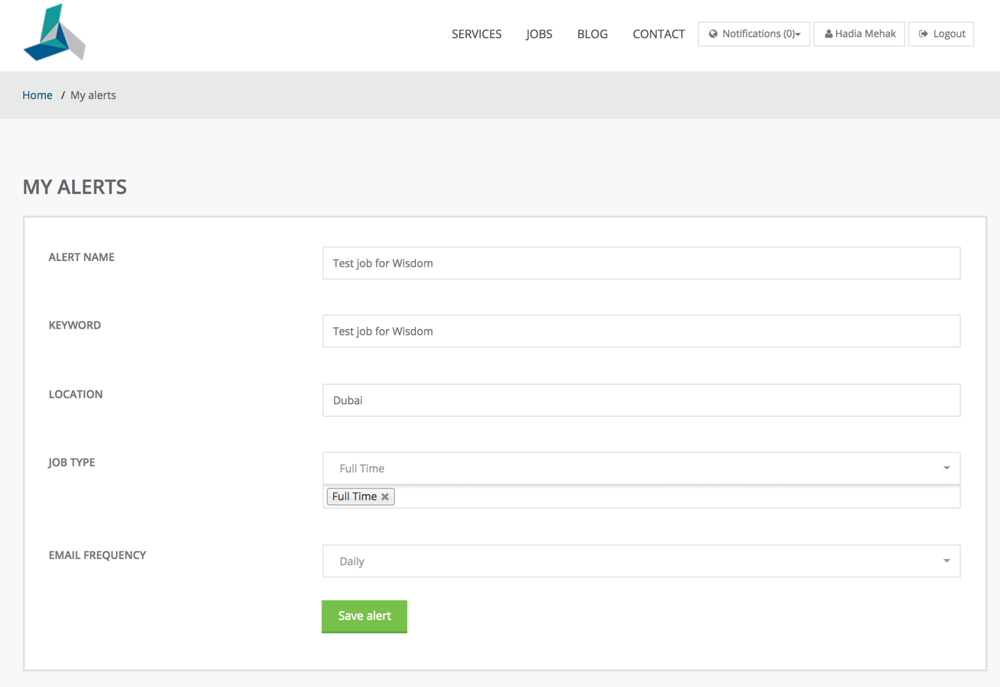 SERVICES JOBS BLOG CONTACT Notifications (0) Hadia Mehak Logout
Home / My alerts
MY ALERTS
ALERT NAME
Test job for Wisdom
KEYWORD
Test job for Wisdom
LOCATION
Dubai
JOB TYPE
Full Time
Full Time
EMAIL FREQUENCY
Daily
Save alert